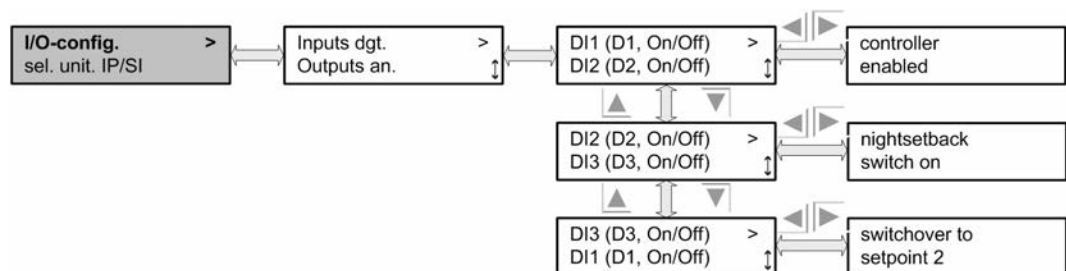 I/O-config. >
sel. unit. IP/SI
Inputs dgt. >
Outputs an.
DI1 (D1, On/Off) >
DI2 (D2, On/Off)
controller
enabled
DI2 (D2, On/Off) >
DI3 (D3, On/Off)
nightsetback
switch on
DI3 (D3, On/Off) >
DI1 (D1, On/Off)
switchover to
setpoint 2